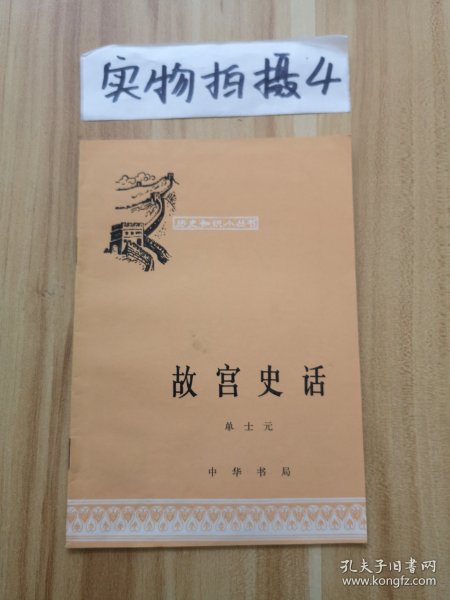 实物拍摄4
历史知识小丛书
故宫史话
单士元
中华书局
孔夫子旧书网
www.kongfz.com